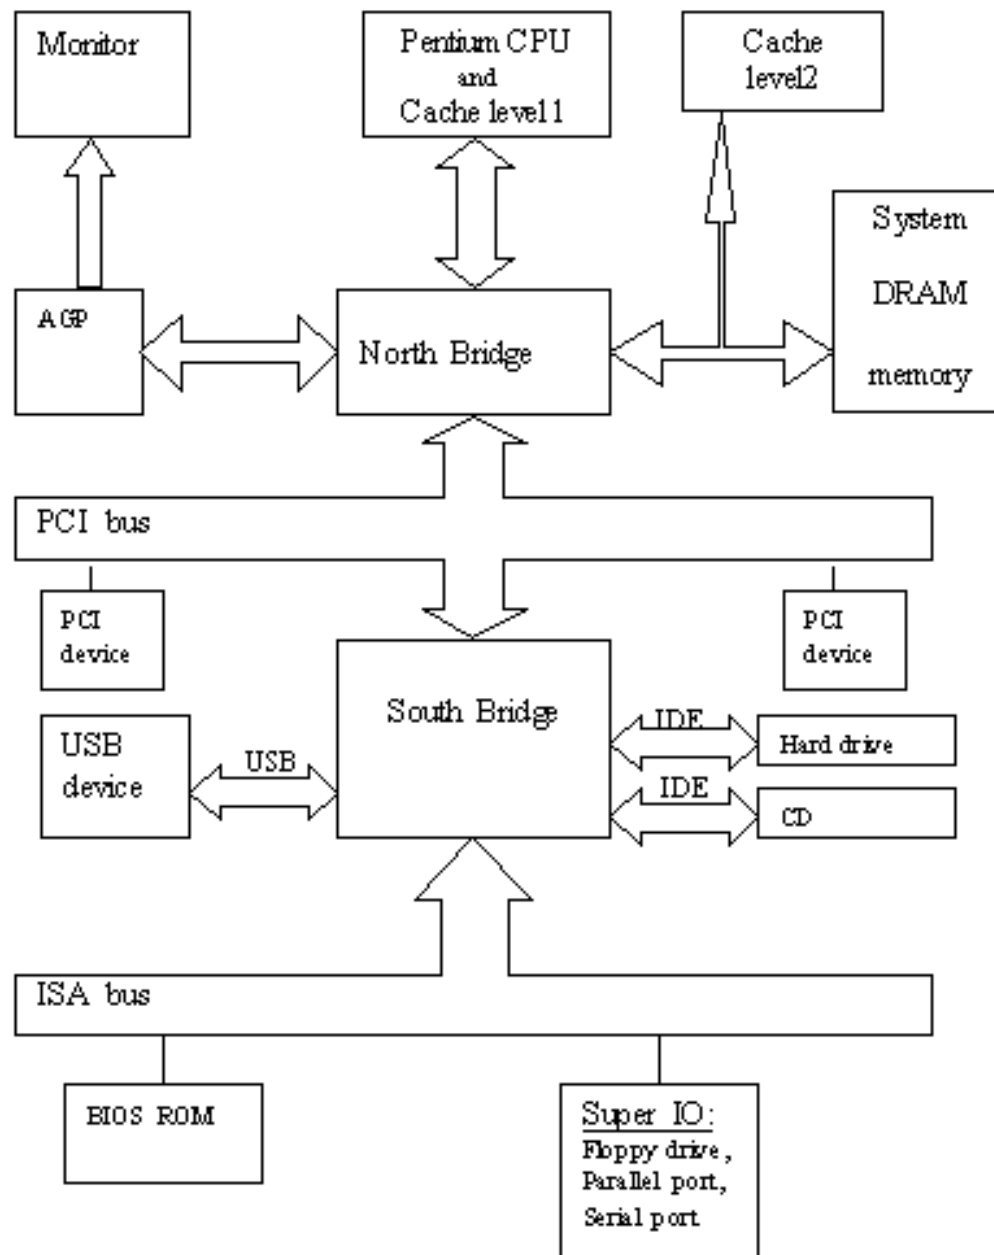 Monitor
Pentium CPU
and
Cache level1
Cache
level2
System
DRAM
memory
AGP
North Bridge
PCI bus
PCI
device
PCI
device
South Bridge
USB
device
USB
IDE
Hard drive
IDE
CD
ISA bus
BIOS ROM
Super IO:
Floppy drive,
Parallel port,
Serial port